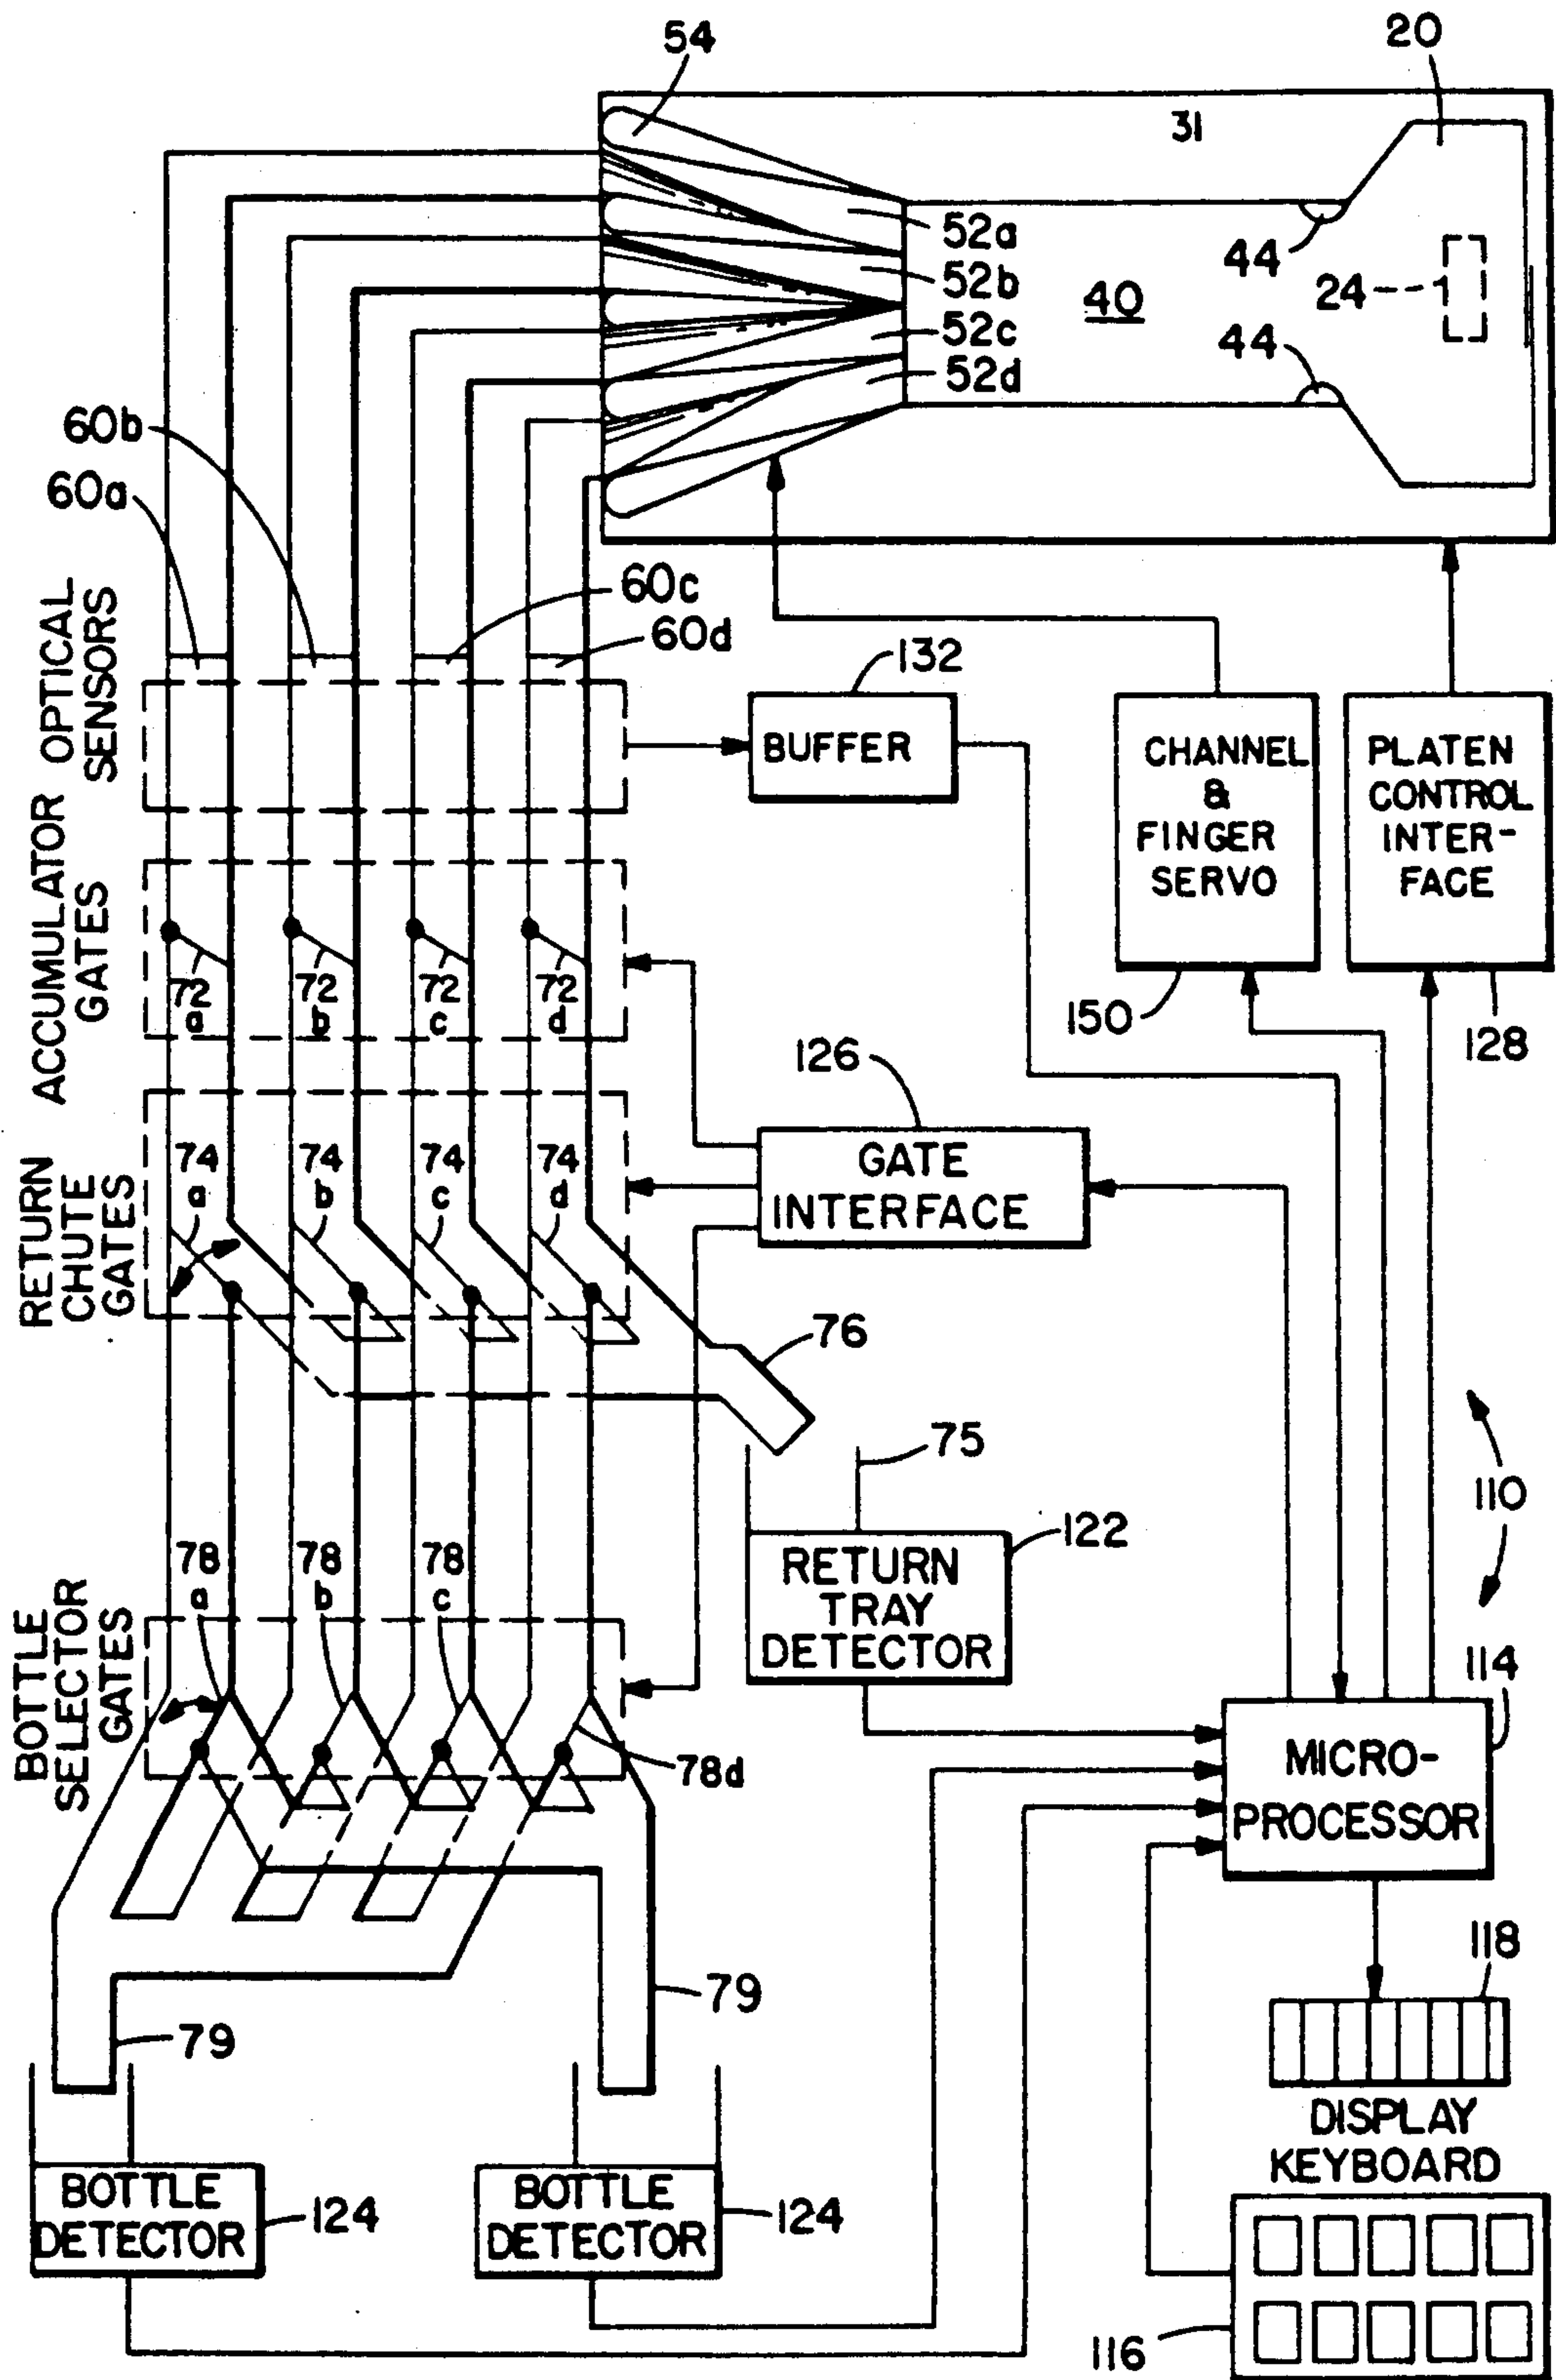 54
20
31
52a
52b
52c
52d
44
40
24
44
60b
60a
60c
60d
OPTICAL
SENSORS
132
BUFFER
CHANNEL
&
FINGER
SERVO
PLATEN
CONTROL
INTER-
FACE
ACCUMULATOR
GATES
72
a
72
b
72
c
72
d
150
128
126
GATE
INTERFACE
RETURN
CHUTE
GATES
74
a
74
b
74
c
74
d
76
75
110
122
RETURN
TRAY
DETECTOR
BOTTLE
SELECTOR
GATES
78
a
78
b
78
c
78d
114
MICRO-
PROCESSOR
118
79
79
DISPLAY
KEYBOARD
BOTTLE
DETECTOR
124
BOTTLE
DETECTOR
124
116